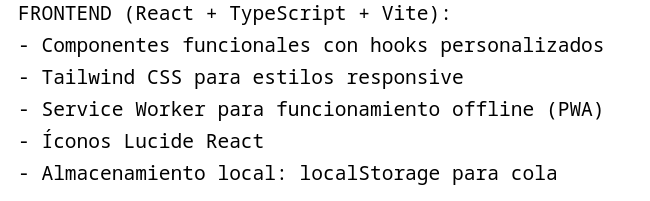 FRONTEND (React + TypeScript + Vite):
- Componentes funcionales con hooks personalizados
- Tailwind CSS para estilos responsive
- Service Worker para funcionamiento offline (PWA)
- Íconos Lucide React
- Almacenamiento local: localStorage para cola